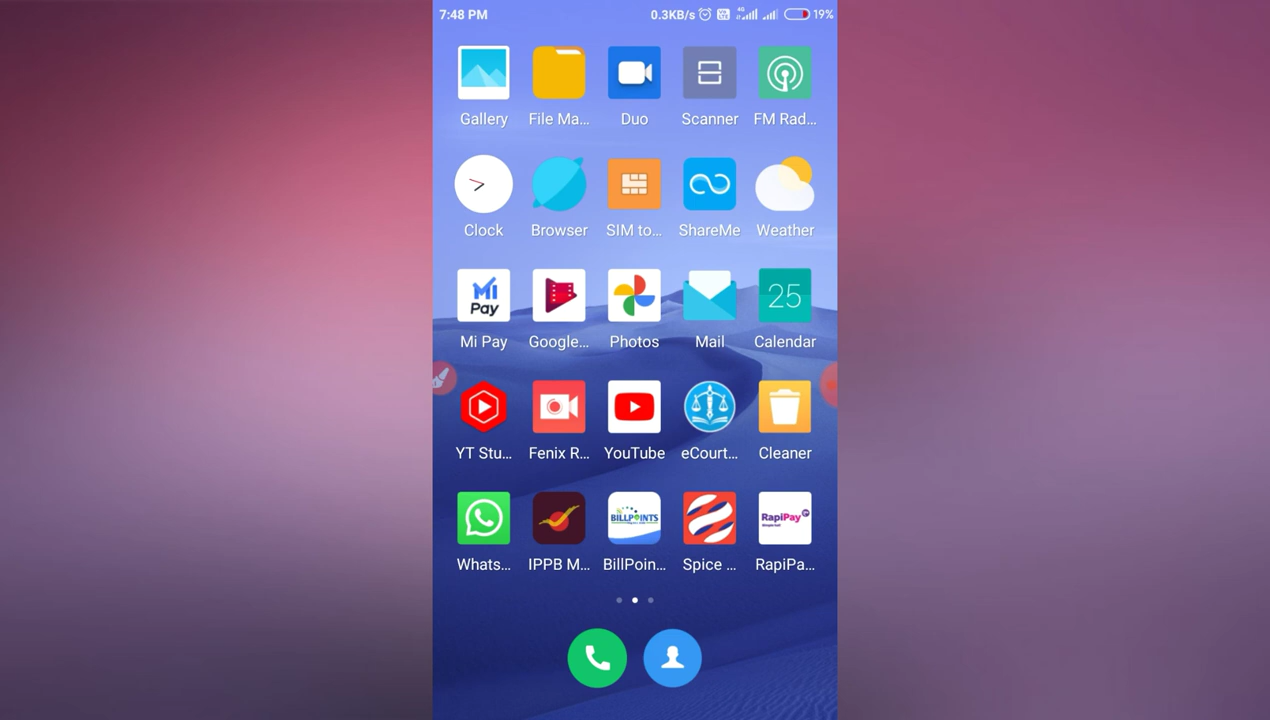 7:48 PM 0.3KB/s 4G 19%
Gallery File Ma... Duo Scanner FM Rad...
Clock Browser SIM to... ShareMe Weather
Mi Pay
25
Mi Pay Google... Photos Mail Calendar
YT Stu... Fenix R... YouTube eCourt... Cleaner
BILLPOINTS RapiPay
Whats... IPPB M... BillPoin... Spice ... RapiPa...